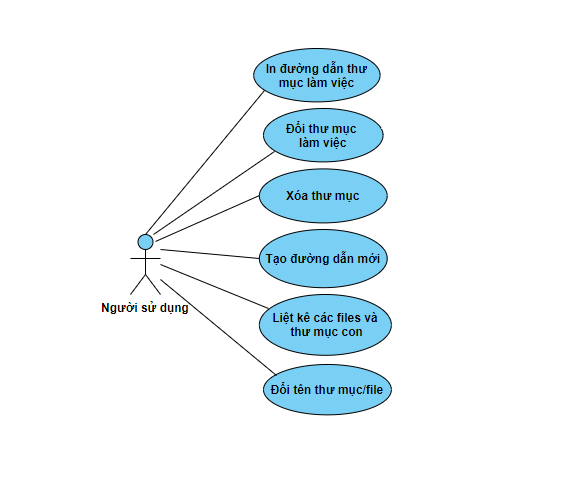 In đường dẫn thư
mục làm việc
Đổi thư mục
làm việc
Xóa thư mục
Tạo đường dẫn mới
Người sử dụng
Liệt kê các files và
thư mục con
Đổi tên thư mục/file